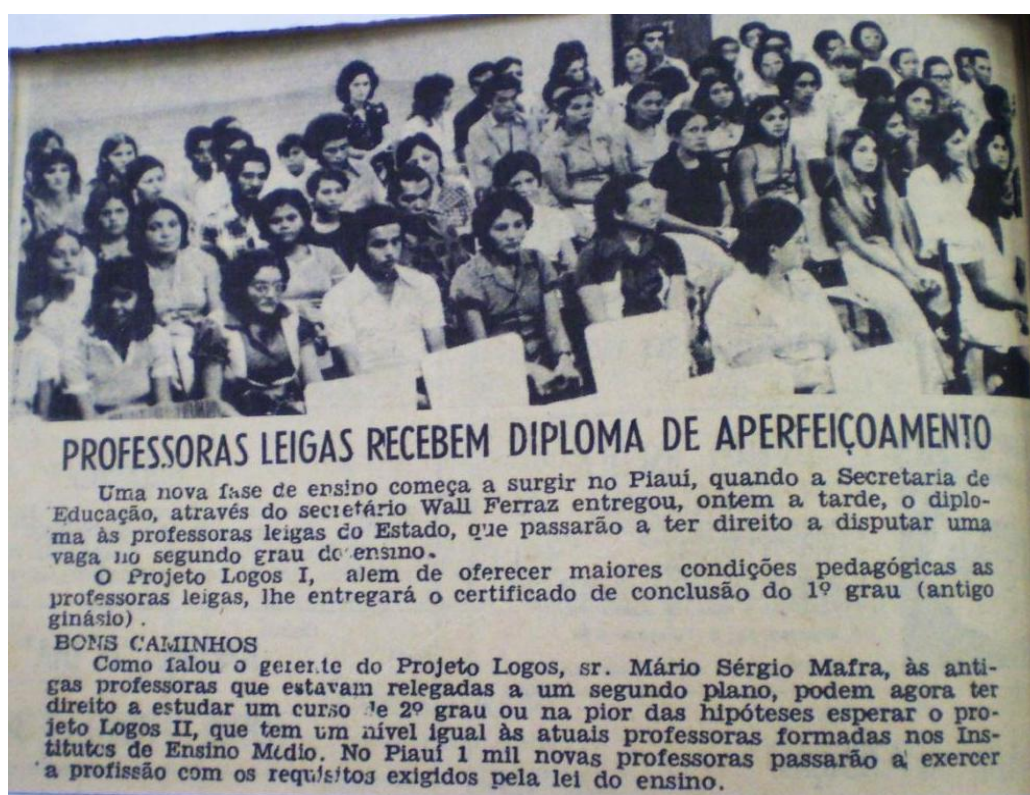 PROFESSORAS LEIGAS RECEBEM DIPLOMA DE APERFEIÇOAMENTO
Uma nova fase de ensino começa a surgir no Piauí, quando a Secretaria de
Educação, através do secretário Wall Ferraz entregou, ontem a tarde, o diplo-
ma às professoras leigas do Estado, que passarão a ter direito a disputar uma
vaga no segundo grau do ensino.
O Projeto Logos I, alem de oferecer maiores condições pedagógicas as
professoras leigas, lhe entregará o certificado de conclusão do 1º grau (antigo
ginásio).
BONS CAMINHOS
Como falou o gerente do Projeto Logos, sr. Mário Sérgio Mafra, às anti-
gas professoras que estavam relegadas a um segundo plano, podem agora ter
direito a estudar um curso de 2º grau ou na pior das hipóteses esperar o pro-
jeto Logos II, que tem um nível igual às atuais professoras formadas nos Ins-
titutos de Ensino Médio. No Piauí 1 mil novas professoras passarão a exercer
a profissão com os requisitos exigidos pela lei do ensino.